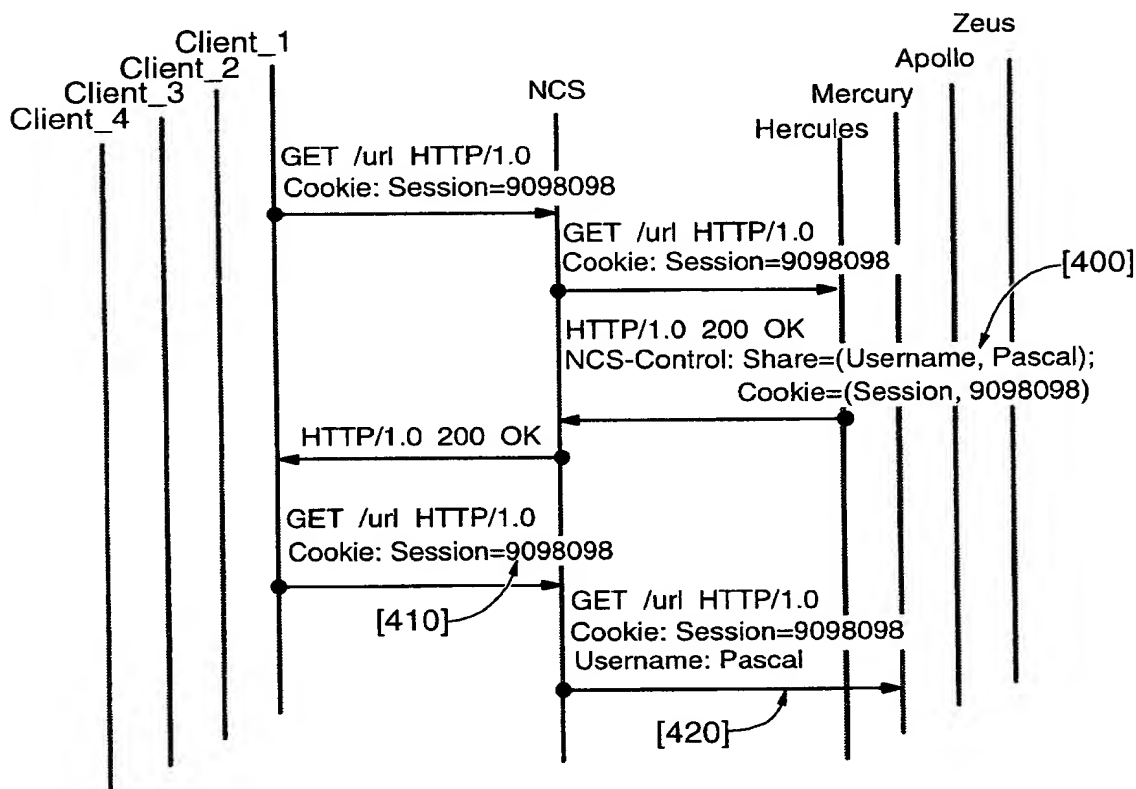 Zeus
Client_1
Apollo
Client_2
NCS
Mercury
Client_3
Client_4
Hercules
GET /url HTTP/1.0
Cookie: Session=9098098
GET /url HTTP/1.0
Cookie: Session=9098098
[400]
HTTP/1.0 200 OK
NCS-Control: Share=(Username, Pascal);
Cookie=(Session, 9098098)
HTTP/1.0 200 OK
GET /url HTTP/1.0
Cookie: Session=9098098
[410]
GET /url HTTP/1.0
Cookie: Session=9098098
Username: Pascal
[420]